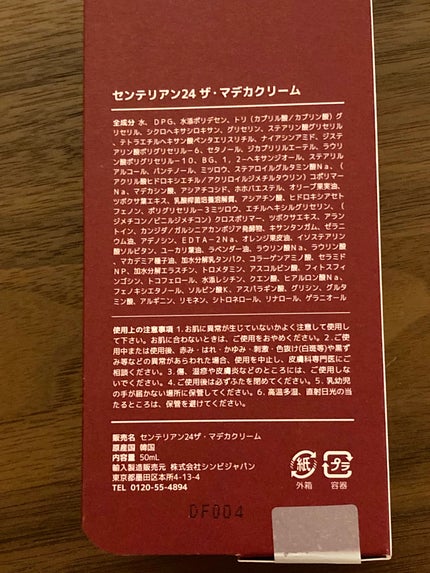 センテリアン24 ザ・マデカクリーム
全成分 水、DPG、水添ポリデセン、トリ（カプリル酸/カプリン酸）グ
リセリル、シクロヘキサシロキサン、グリセリン、ステアリン酸グリセリル
、テトラエチルヘキサン酸ペンタエリスリチル、ナイアシンアミド、ジステ
アリン酸ポリグリセリル-6、セタノール、ジカプリルエーテル、ラウリ
ン酸ポリグリセリル-10、BG、1，2-ヘキサンジオール、ステアリル
アルコール、パンテノール、ミツロウ、ステアロイルグルタミン酸Na、（
アクリル酸ヒドロキシエチル/アクリロイルジメチルタウリン）コポリマ
ーNa、マデカシン酸、アシアチコシド、ホホバエステル、オリーブ果実油、
ツボクサ葉エキス、乳酸桿菌培養溶解質、アシアチン酸、ヒドロキシアセト
フェノン、ポリグリセリル-3ミツロウ、エチルヘキシルグリセリン、（
ジメチコン/ビニルジメチコン）クロスポリマー、ツボクサエキス、アラン
トイン、カンジダ/ガルシニアカンボジア発酵物、キサンタンガム、ゼラニ
ウム油、アデノシン、EDTA-2Na、オレンジ果皮油、イソステアリン
酸ソルビタン、ユーカリ葉油、ラベンダー油、ラウリン酸Na、ラウリン酸
、マカデミア種子油、加水分解乳タンパク、コラーゲンアミノ酸、セラミド
NP、加水分解エラスチン、トロメタミン、アスコルビン酸、フィトスフィ
ンゴシン、トコフェロール、水添レシチン、クエン酸、ヒアルロン酸Na、
フェノキシエタノール、ソルビン酸K、アスパラギン酸、グリシン、グルタ
ミン酸、アルギニン、リモネン、シトロネロール、リナロール、ゲラニオール
使用上の注意事項 1．お肌に異常が生じていないかよく注意して使用し
て下さい。お肌に合わないときは、ご使用をおやめください。2．ご使
用中または使用後、赤み・はれ・かゆみ・刺激・色抜け(白斑等)や黒ず
み等などの異常があらわれた場合、使用を中止し、皮膚科専門医にご
相談ください。3．傷、湿疹や皮膚炎などのところには、ご使用しな
いでください。4．ご使用後は必ずふたを閉めてください。5．乳幼児
の手が届かない場所に保管してください。6．高温多湿、直射日光の当
たるところは、保管を避けてください。
販売名 センテリアン24ザ・マデカクリーム
原産国 韓国
内容量 50mL
輸入製造販売元 株式会社シンビジャパン
東京都墨田区本所4-13-4
TEL 0120-55-4894
紙 プラ
外箱 容器
DF004